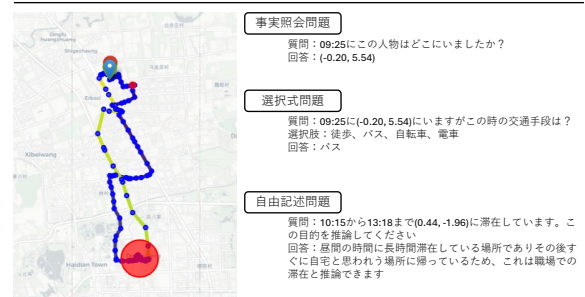 事実照会問題
質問：09:25にこの人物はどこにいましたか？
回答：(-0.20, 5.54)
選択式問題
質問：09:25に(-0.20, 5.54)にいますがこの時の交通手段は？
選択肢：徒歩、バス、自転車、電車
回答：バス
自由記述問題
質問：10:15から13:18まで(0.44, -1.96)に滞在しています。こ
の目的を推論してください
回答：昼間の時間に長時間滞在している場所でありその後す
ぐに自宅と思われう場所に帰っているため、これは職場での
滞在と推論できます
Xibeiwang
Haidian Town